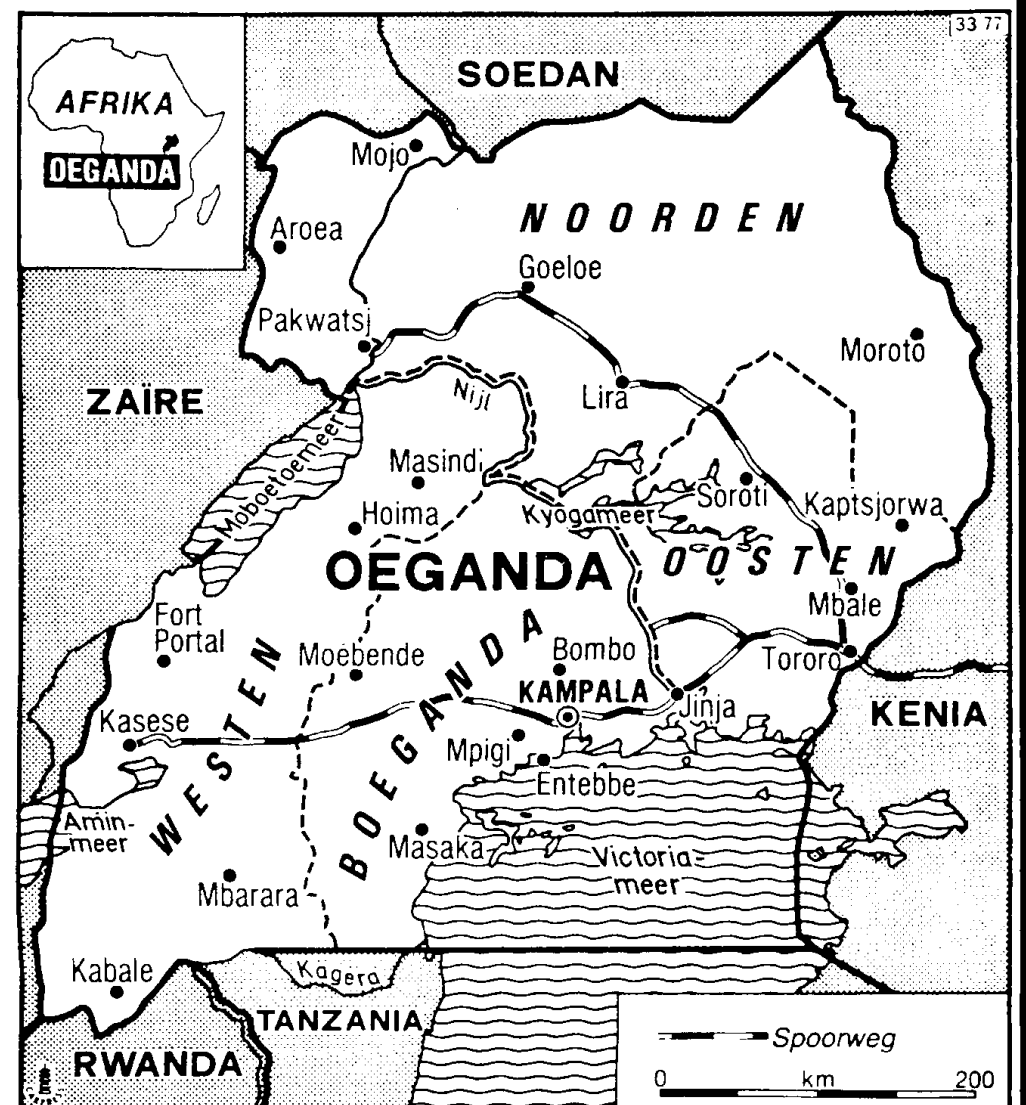 33 77
SOEDAN
AFRIKA
OEGANDA
Mojo
NOORDEN
Aroea
Goeloe
Pakwatsj
Moroto
ZAÏRE
Nijl
Lira
Moboetoemeer
Masindi
Soroti
Kaptsjorwa
Hoima
Kyogameer
OEGANDA
OOSTEN
Mbale
Fort
Portal
Moebende
Bombo
Tororo
WESTEN
BOEGANDA
KAMPALA
Jinja
KENIA
Kasese
Mpigi
Entebbe
Amin-
meer
Masaka
Victoria-
meer
Mbarara
Kabale
Kagera
TANZANIA
RWANDA
Spoorweg
0 km 200